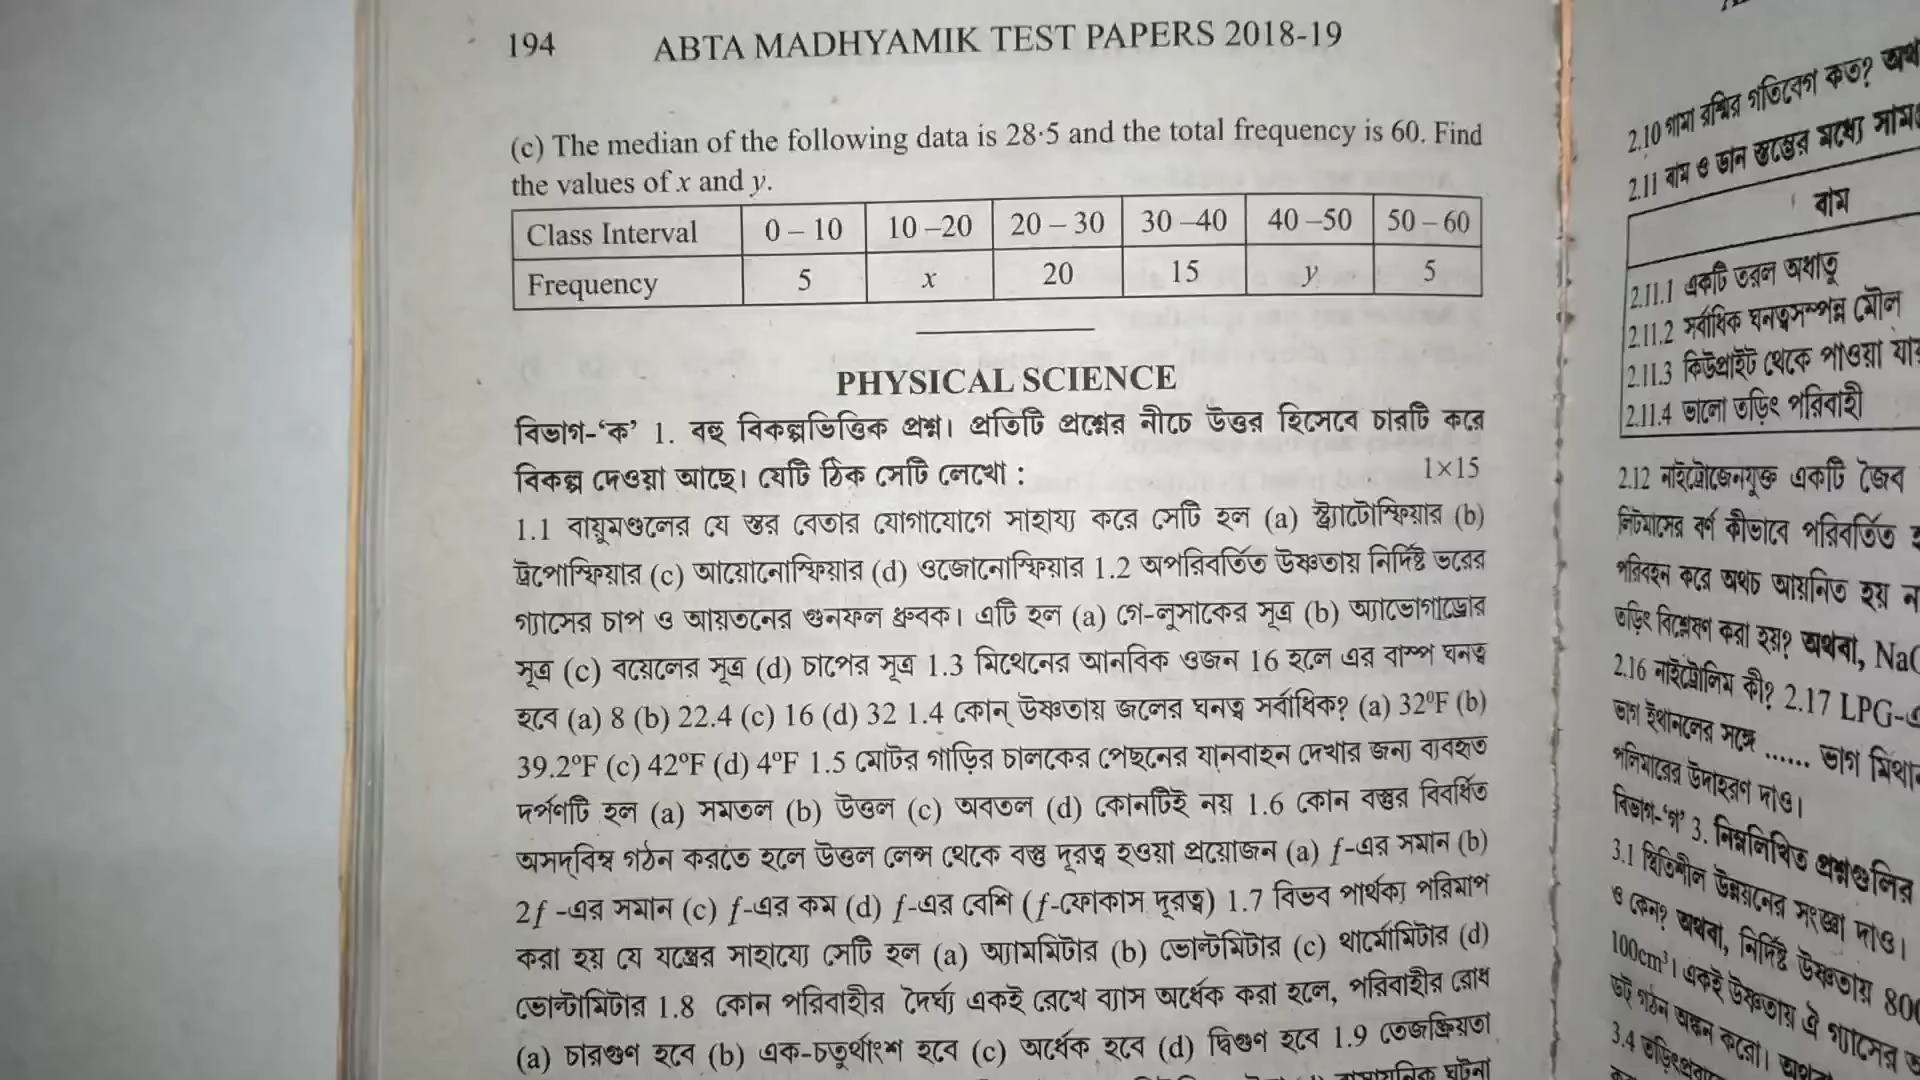 194 ABTA MADHYAMIK TEST PAPERS 2018-19
(c) The median of the following data is 28·5 and the total frequency is 60. Find
the values of x and y.
Class Interval 0 – 10 10 –20 20 – 30 30 –40 40 –50 50 – 60
Frequency 5 x 20 15 y 5
PHYSICAL SCIENCE
বিভাগ-‘ক’ 1. বহু বিকল্পভিত্তিক প্রশ্ন। প্রতিটি প্রশ্নের নীচে উত্তর হিসেবে চারটি করে
বিকল্প দেওয়া আছে। যেটি ঠিক সেটি লেখো : 1×15
1.1 বায়ুমণ্ডলের যে স্তর বেতার যোগাযোগে সাহায্য করে সেটি হল (a) স্ট্র্যাটোস্ফিয়ার (b)
ট্রপোস্ফিয়ার (c) আয়োনোস্ফিয়ার (d) ওজোনোস্ফিয়ার 1.2 অপরিবর্তিত উষ্ণতায় নির্দিষ্ট ভরের
গ্যাসের চাপ ও আয়তনের গুনফল ধ্রুবক। এটি হল (a) গে-লুসাকের সূত্র (b) অ্যাভোগাড্রোর
সূত্র (c) বয়েলের সূত্র (d) চাপের সূত্র 1.3 মিথেনের আনবিক ওজন 16 হলে এর বাষ্প ঘনত্ব
হবে (a) 8 (b) 22.4 (c) 16 (d) 32 1.4 কোন্ উষ্ণতায় জলের ঘনত্ব সর্বাধিক? (a) 32°F (b)
39.2°F (c) 42°F (d) 4°F 1.5 মোটর গাড়ির চালকের পেছনের যানবাহন দেখার জন্য ব্যবহৃত
দর্পণটি হল (a) সমতল (b) উত্তল (c) অবতল (d) কোনটিই নয় 1.6 কোন বস্তুর বিবর্ধিত
অসদ্‌বিম্ব গঠন করতে হলে উত্তল লেন্স থেকে বস্তু দূরত্ব হওয়া প্রয়োজন (a) f-এর সমান (b)
2f -এর সমান (c) f-এর কম (d) f-এর বেশি (f-ফোকাস দূরত্ব) 1.7 বিভব পার্থক্য পরিমাপ
করা হয় যে যন্ত্রের সাহায্যে সেটি হল (a) অ্যামমিটার (b) ভোল্টমিটার (c) থার্মোমিটার (d)
ভোল্টামিটার 1.8 কোন পরিবাহীর দৈর্ঘ্য একই রেখে ব্যাস অর্ধেক করা হলে, পরিবাহীর রোধ
(a) চারগুণ হবে (b) এক-চতুর্থাংশ হবে (c) অর্ধেক হবে (d) দ্বিগুণ হবে 1.9 তেজষ্ক্রিয়তা
রাসায়নিক ঘটনা
2.10 গামা রশ্মির গতিবেগ কত?
2.11 বাম ও ডান স্তম্ভের মধ্যে
বাম
2.11.1 একটি তরল অধাতু
2.11.2 সর্বাধিক ঘনত্বসম্পন্ন মৌল
2.11.3 কিউপ্রাইট থেকে পাওয়া
2.11.4 ভালো তড়িৎ পরিবাহী
2.12 নাইট্রোজেনযুক্ত একটি জৈব
লিটমাসের বর্ণ কীভাবে পরিবর্তিত
পরিবহন করে অথচ আয়নিত হয়
তড়িৎ বিশ্লেষণ করা হয়? অথবা,
2.16 নাইট্রোলিম কী? 2.17 LPG-
ভাগ ইথানলের সঙ্গে ...... ভাগ
পলিমারের উদাহরণ দাও।
বিভাগ-‘গ’ 3. নিম্নলিখিত প্রশ্নগুলির
3.1 স্থিতিশীল উন্নয়নের সংজ্ঞা দাও।
ও কেন? অথবা, নির্দিষ্ট উষ্ণতায়
100cm³। একই উষ্ণতায় ঐ গ্যাসের
ডট্ গঠন অঙ্কন করো।
3.4